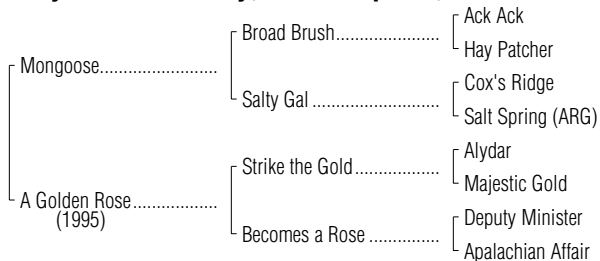 Ack Ack
Broad Brush.....................
Hay Patcher
Mongoose........................
Cox's Ridge
Salty Gal ..........................
Salt Spring (ARG)
Alydar
Strike the Gold.................
Majestic Gold
A Golden Rose.................
(1995)
Deputy Minister
Becomes a Rose ..............
Apalachian Affair